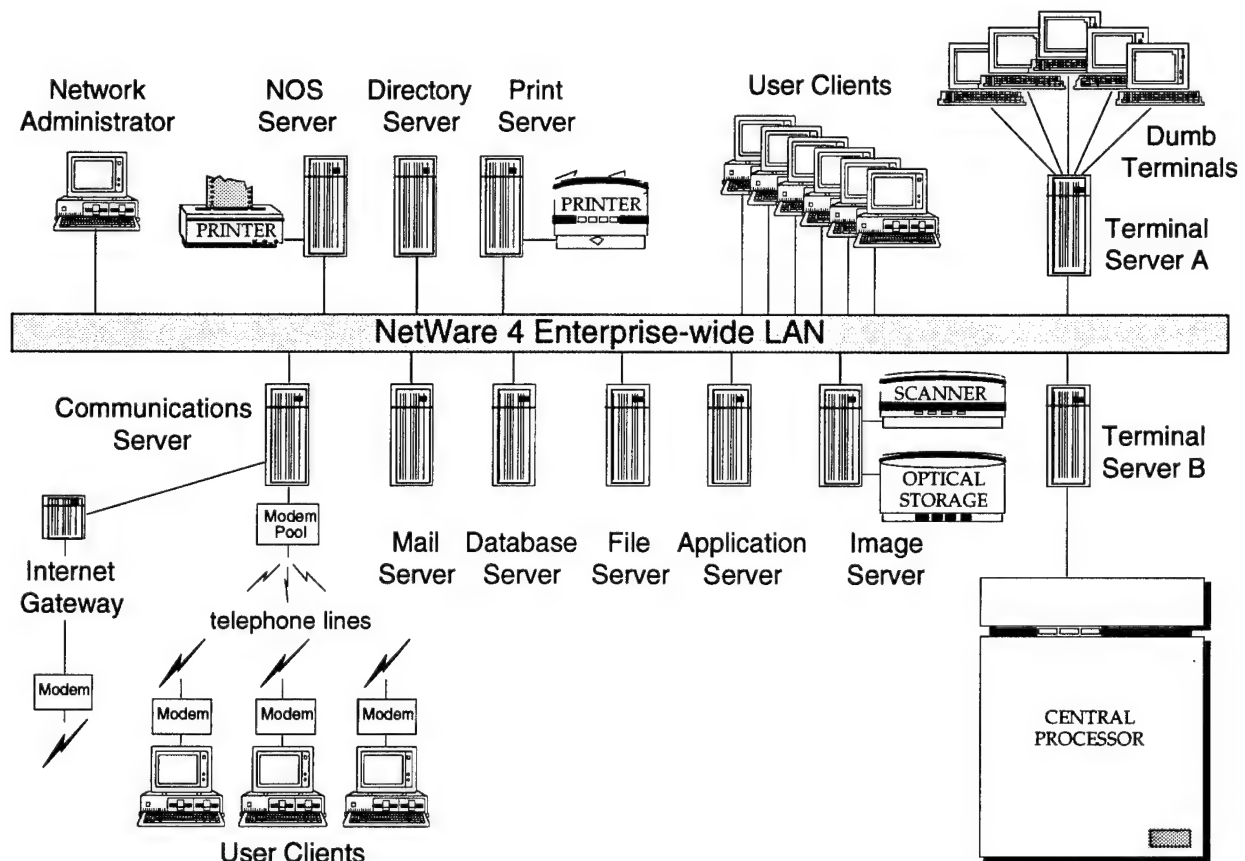 Network
Administrator
NOS
Server
Directory
Server
Print
Server
User Clients
Dumb
Terminals
PRINTER
PRINTER
Terminal
Server A
NetWare 4 Enterprise-wide LAN
Communications
Server
SCANNER
OPTICAL
STORAGE
Terminal
Server B
Modem
Pool
Mail
Server
Database
Server
File
Server
Application
Server
Image
Server
Internet
Gateway
telephone lines
Modem
Modem
Modem
Modem
CENTRAL
PROCESSOR
User Clients